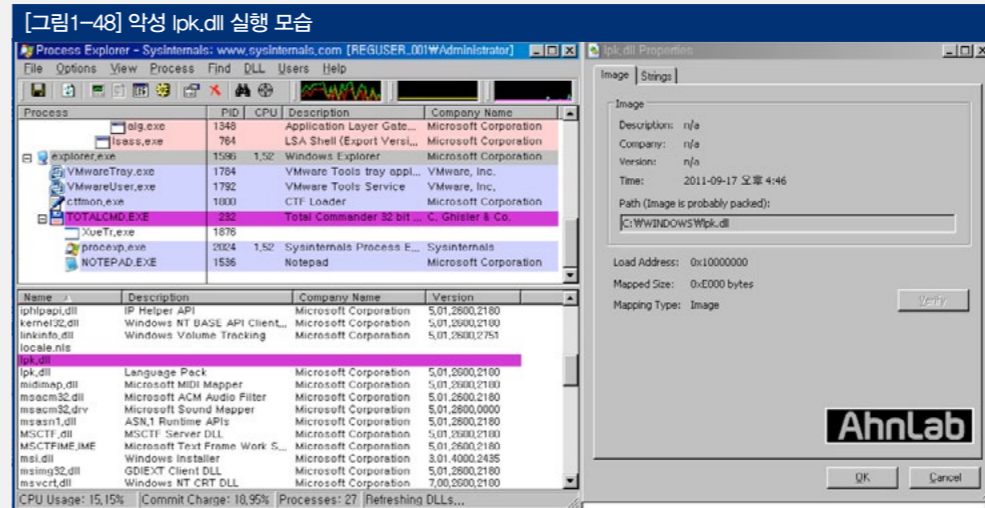 [그림1-48] 악성 lpk.dll 실행 모습
Process Explorer - Sysinternals: www.sysinternals.com [REGUSER_001₩Administrator]
File Options View Process Find DLL Users Help
Process PID CPU Description Company Name
alg.exe 1348 Application Layer Gate... Microsoft Corporation
lsass.exe 764 LSA Shell (Export Versi... Microsoft Corporation
explorer.exe 1596 1,52 Windows Explorer Microsoft Corporation
VMwareTray.exe 1784 VMware Tools tray appl... VMware, Inc.
VMwareUser.exe 1792 VMware Tools Service VMware, Inc.
ctfmon.exe 1800 CTF Loader Microsoft Corporation
TOTALCMD.EXE 232 Total Commander 32 bit ... C. Ghisler & Co.
XueTr.exe 1876
procexp.exe 2024 1,52 Sysinternals Process E... Sysinternals
NOTEPAD.EXE 1536 Notepad Microsoft Corporation
Name Description Company Name Version
iphlpapi.dll IP Helper API Microsoft Corporation 5,01,2600,2180
kernel32.dll Windows NT BASE API Client... Microsoft Corporation 5,01,2600,2180
linkinfo.dll Windows Volume Tracking Microsoft Corporation 5,01,2600,2751
locale.nls
lpk.dll
lpk.dll Language Pack Microsoft Corporation 5,01,2600,2180
midimap.dll Microsoft MIDI Mapper Microsoft Corporation 5,01,2600,2180
msacm32.dll Microsoft ACM Audio Filter Microsoft Corporation 5,01,2600,2180
msacm32.drv Microsoft Sound Mapper Microsoft Corporation 5,01,2600,0000
msasn1.dll ASN.1 Runtime APIs Microsoft Corporation 5,01,2600,2180
MSCTF.dll MSCTF Server DLL Microsoft Corporation 5,01,2600,2180
MSCTFIME.IME Microsoft Text Frame Work S... Microsoft Corporation 5,01,2600,2180
msi.dll Windows Installer Microsoft Corporation 3,01,4000,2435
msimg32.dll GDIEXT Client DLL Microsoft Corporation 5,01,2600,2180
msvcrt.dll Windows NT CRT DLL Microsoft Corporation 7,00,2600,2180
CPU Usage: 15,15% Commit Charge: 18,95% Processes: 27 Refreshing DLLs...
lpk.dll Properties
Image Strings
Image
Description: n/a
Company: n/a
Version: n/a
Time: 2011-09-17 오후 4:46
Path (Image is probably packed):
C:₩WINDOWS₩lpk.dll
Load Address: 0x10000000
Mapped Size: 0xE000 bytes
Verify
Mapping Type: Image
AhnLab
OK Cancel